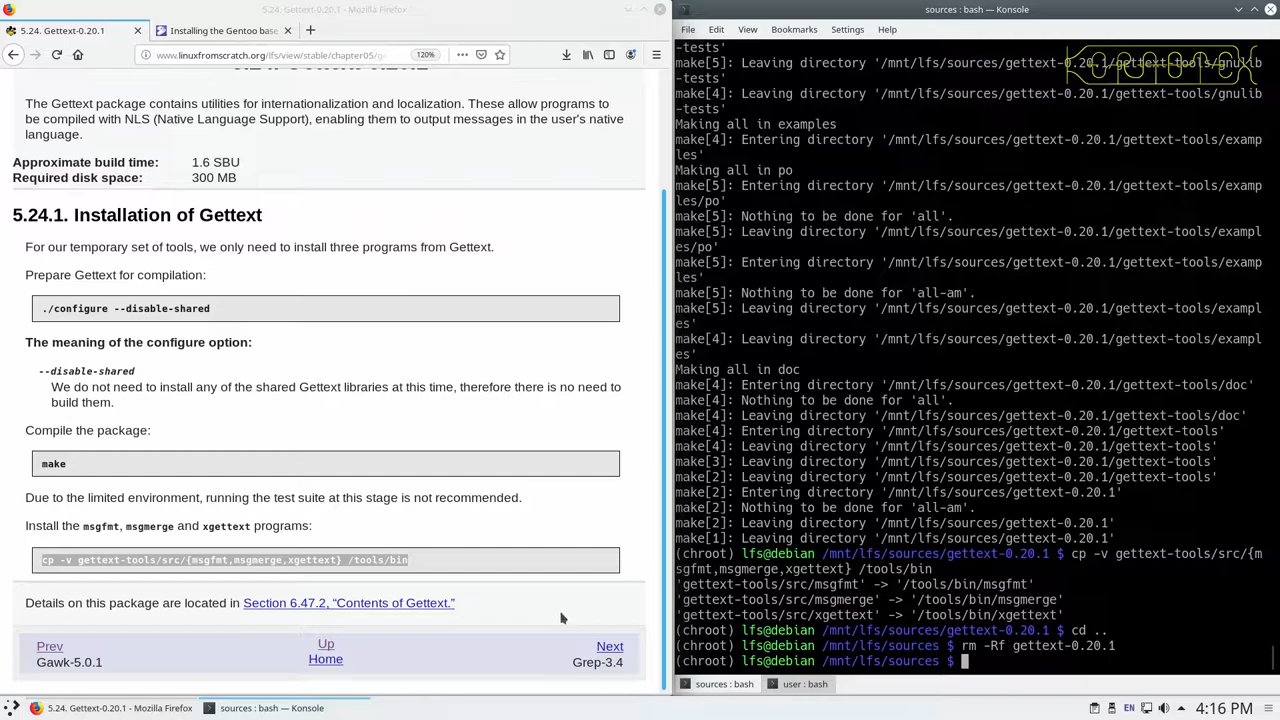 5.24. Gettext-0.20.1 - Mozilla Firefox
5.24. Gettext-0.20.1
Installing the Gentoo base
www.linuxfromscratch.org/lfs/view/stable/chapter05/ge
120%
The Gettext package contains utilities for internationalization and localization. These allow programs to
be compiled with NLS (Native Language Support), enabling them to output messages in the user's native
language.
Approximate build time: 1.6 SBU
Required disk space: 300 MB
5.24.1. Installation of Gettext
For our temporary set of tools, we only need to install three programs from Gettext.
Prepare Gettext for compilation:
./configure --disable-shared
The meaning of the configure option:
--disable-shared
We do not need to install any of the shared Gettext libraries at this time, therefore there is no need to
build them.
Compile the package:
make
Due to the limited environment, running the test suite at this stage is not recommended.
Install the msgfmt, msgmerge and xgettext programs:
cp -v gettext-tools/src/{msgfmt,msgmerge,xgettext} /tools/bin
Details on this package are located in Section 6.47.2, “Contents of Gettext.”
Prev Up Next
Gawk-5.0.1 Home Grep-3.4
sources : bash — Konsole
File Edit View Bookmarks Settings Help
-tests'
make[5]: Leaving directory '/mnt/lfs/sources/gettext-0.20.1/gettext-tools/gnulib
-tests'
make[4]: Leaving directory '/mnt/lfs/sources/gettext-0.20.1/gettext-tools/gnulib
-tests'
Making all in examples
make[4]: Entering directory '/mnt/lfs/sources/gettext-0.20.1/gettext-tools/examp
les'
Making all in po
make[5]: Entering directory '/mnt/lfs/sources/gettext-0.20.1/gettext-tools/examp
les/po'
make[5]: Nothing to be done for 'all'.
make[5]: Leaving directory '/mnt/lfs/sources/gettext-0.20.1/gettext-tools/exampl
es/po'
make[5]: Entering directory '/mnt/lfs/sources/gettext-0.20.1/gettext-tools/examp
les'
make[5]: Nothing to be done for 'all-am'.
make[5]: Leaving directory '/mnt/lfs/sources/gettext-0.20.1/gettext-tools/exampl
es'
make[4]: Leaving directory '/mnt/lfs/sources/gettext-0.20.1/gettext-tools/exampl
es'
Making all in doc
make[4]: Entering directory '/mnt/lfs/sources/gettext-0.20.1/gettext-tools/doc'
make[4]: Nothing to be done for 'all'.
make[4]: Leaving directory '/mnt/lfs/sources/gettext-0.20.1/gettext-tools/doc'
make[4]: Entering directory '/mnt/lfs/sources/gettext-0.20.1/gettext-tools'
make[4]: Leaving directory '/mnt/lfs/sources/gettext-0.20.1/gettext-tools'
make[3]: Leaving directory '/mnt/lfs/sources/gettext-0.20.1/gettext-tools'
make[2]: Leaving directory '/mnt/lfs/sources/gettext-0.20.1/gettext-tools'
make[2]: Entering directory '/mnt/lfs/sources/gettext-0.20.1'
make[2]: Nothing to be done for 'all-am'.
make[2]: Leaving directory '/mnt/lfs/sources/gettext-0.20.1'
make[1]: Leaving directory '/mnt/lfs/sources/gettext-0.20.1'
(chroot) lfs@debian /mnt/lfs/sources/gettext-0.20.1 $ cp -v gettext-tools/src/{m
sgfmt,msgmerge,xgettext} /tools/bin
'gettext-tools/src/msgfmt' -> '/tools/bin/msgfmt'
'gettext-tools/src/msgmerge' -> '/tools/bin/msgmerge'
'gettext-tools/src/xgettext' -> '/tools/bin/xgettext'
(chroot) lfs@debian /mnt/lfs/sources/gettext-0.20.1 $ cd ..
(chroot) lfs@debian /mnt/lfs/sources $ rm -Rf gettext-0.20.1
(chroot) lfs@debian /mnt/lfs/sources $
sources : bash
user : bash
5.24. Gettext-0.20.1 - Mozilla Firefox
sources : bash — Konsole
EN
4:16 PM